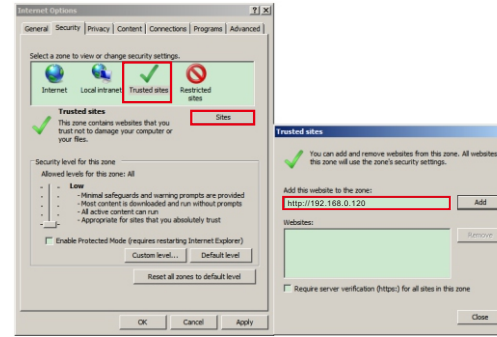 Internet Options
? X
General Security Privacy Content Connections Programs Advanced
Select a zone to view or change security settings.
Internet Local intranet Trusted sites Restricted sites
Trusted sites
Sites
This zone contains websites that you
trust not to damage your computer or
your files.
Security level for this zone
Allowed levels for this zone: All
Low
- Minimal safeguards and warning prompts are provided
- Most content is downloaded and run without prompts
- All active content can run
- Appropriate for sites that you absolutely trust
Enable Protected Mode (requires restarting Internet Explorer)
Custom level... Default level
Reset all zones to default level
OK Cancel Apply
Trusted sites
You can add and remove websites from this zone. All websites
this zone will use the zone's security settings.
Add this website to the zone:
http://192.168.0.120 Add
Websites:
Remove
Require server verification (https:) for all sites in this zone
Close